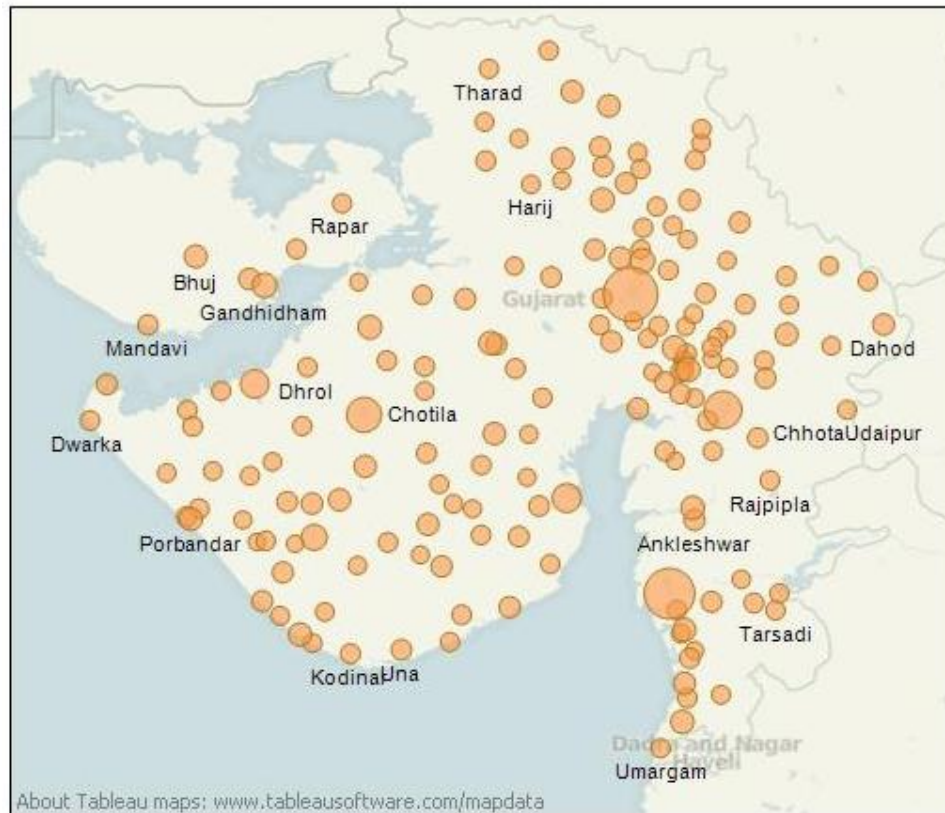 Tharad
Harij
Rapar
Bhuj
Gandhidham
Gujarat
Mandavi
Dahod
Dhrol
Chotila
Dwarka
ChhotaUdaipur
Rajpipla
Porbandar
Ankleshwar
Tarsadi
Kodinar
Una
Dadra and Nagar
Haveli
Umargam
About Tableau maps: www.tableausoftware.com/mapdata